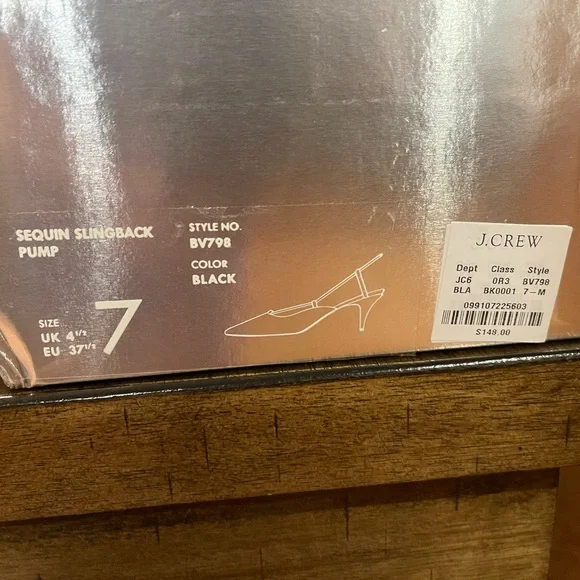 SEQUIN SLINGBACK
PUMP
STYLE NO.
BV798
COLOR
BLACK
SIZE
7
UK 4 1/2
EU 37 1/2
J.CREW
Dept Class Style
JC6 0R3 BV798
BLA BK0001 7-M
099107225603
$148.00